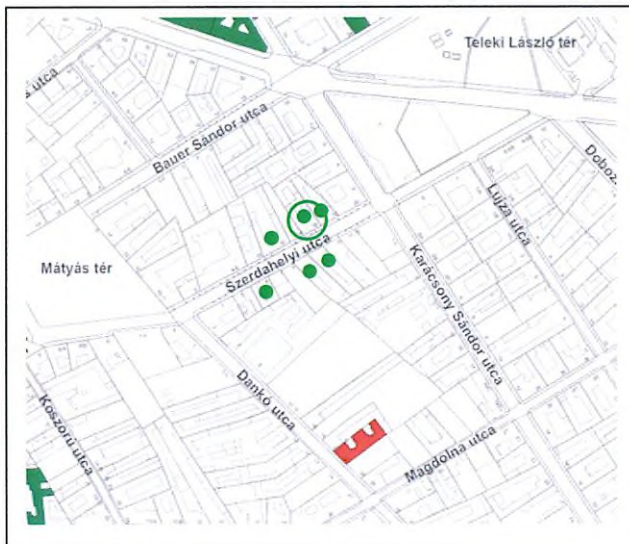 Teleki László tér
s utca
Bauer Sándor utca
Doboz
Lujza utca
Szerdahelyi utca
Mátyás tér
Karácsony Sándor utca
Dankó utca
Koszorú utca
Magdolna utca